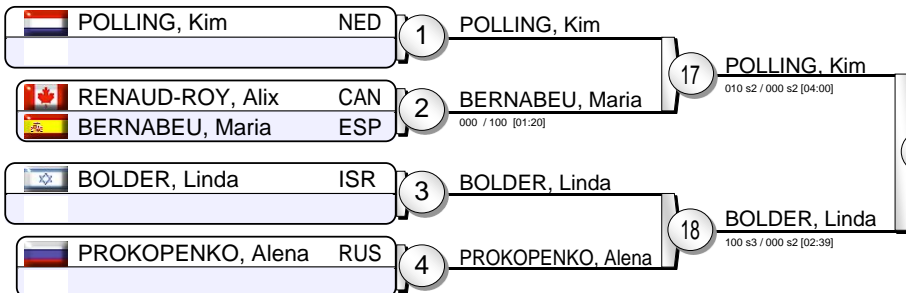 POLLING, Kim NED
1
POLLING, Kim
17
POLLING, Kim
010 s2 / 000 s2 [04:00]
RENAUD-ROY, Alix CAN
BERNABEU, Maria ESP
2
BERNABEU, Maria
000 / 100 [01:20]
BOLDER, Linda ISR
3
BOLDER, Linda
18
BOLDER, Linda
100 s3 / 000 s2 [02:39]
PROKOPENKO, Alena RUS
4
PROKOPENKO, Alena